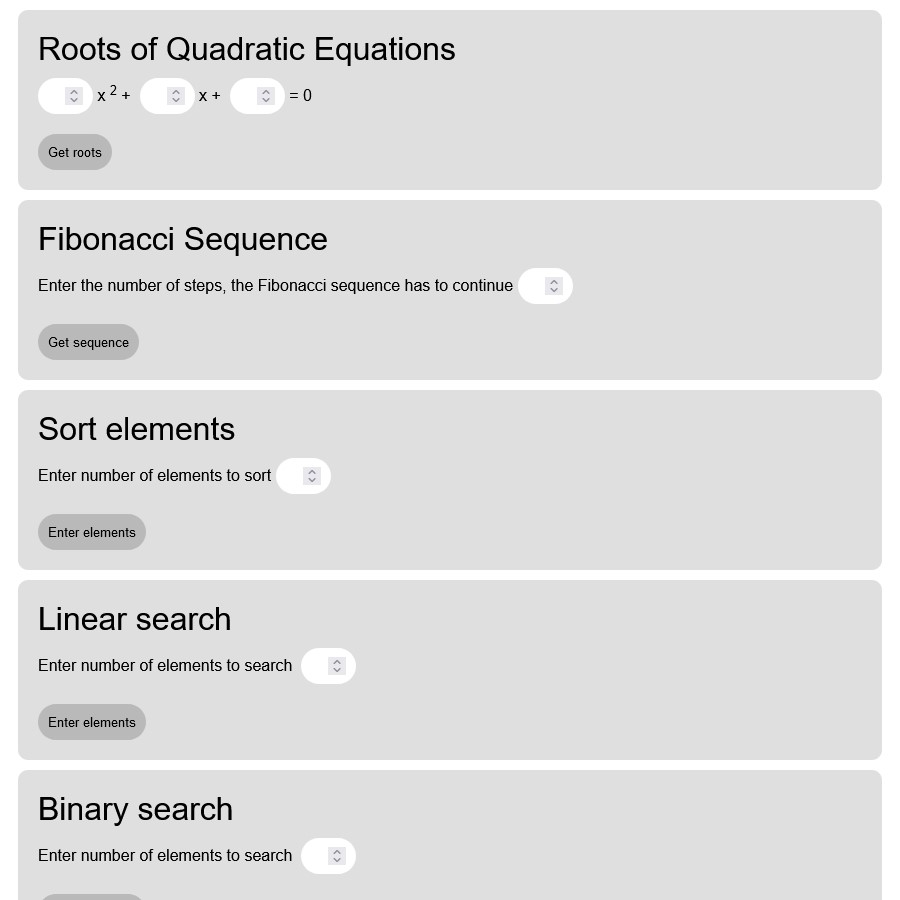 Roots of Quadratic Equations
x 2 + x + = 0
Get roots
Fibonacci Sequence
Enter the number of steps, the Fibonacci sequence has to continue
Get sequence
Sort elements
Enter number of elements to sort
Enter elements
Linear search
Enter number of elements to search
Enter elements
Binary search
Enter number of elements to search